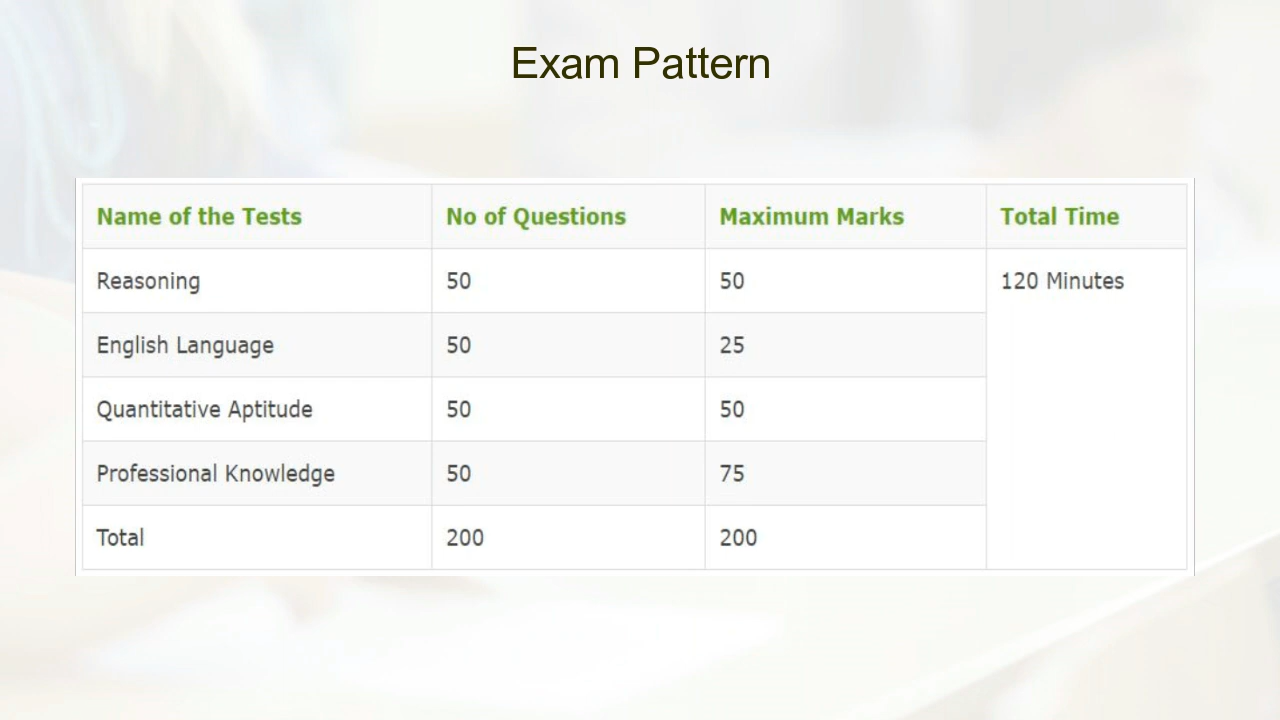 Exam Pattern
Name of the Tests No of Questions Maximum Marks Total Time
Reasoning 50 50 120 Minutes
English Language 50 25
Quantitative Aptitude 50 50
Professional Knowledge 50 75
Total 200 200